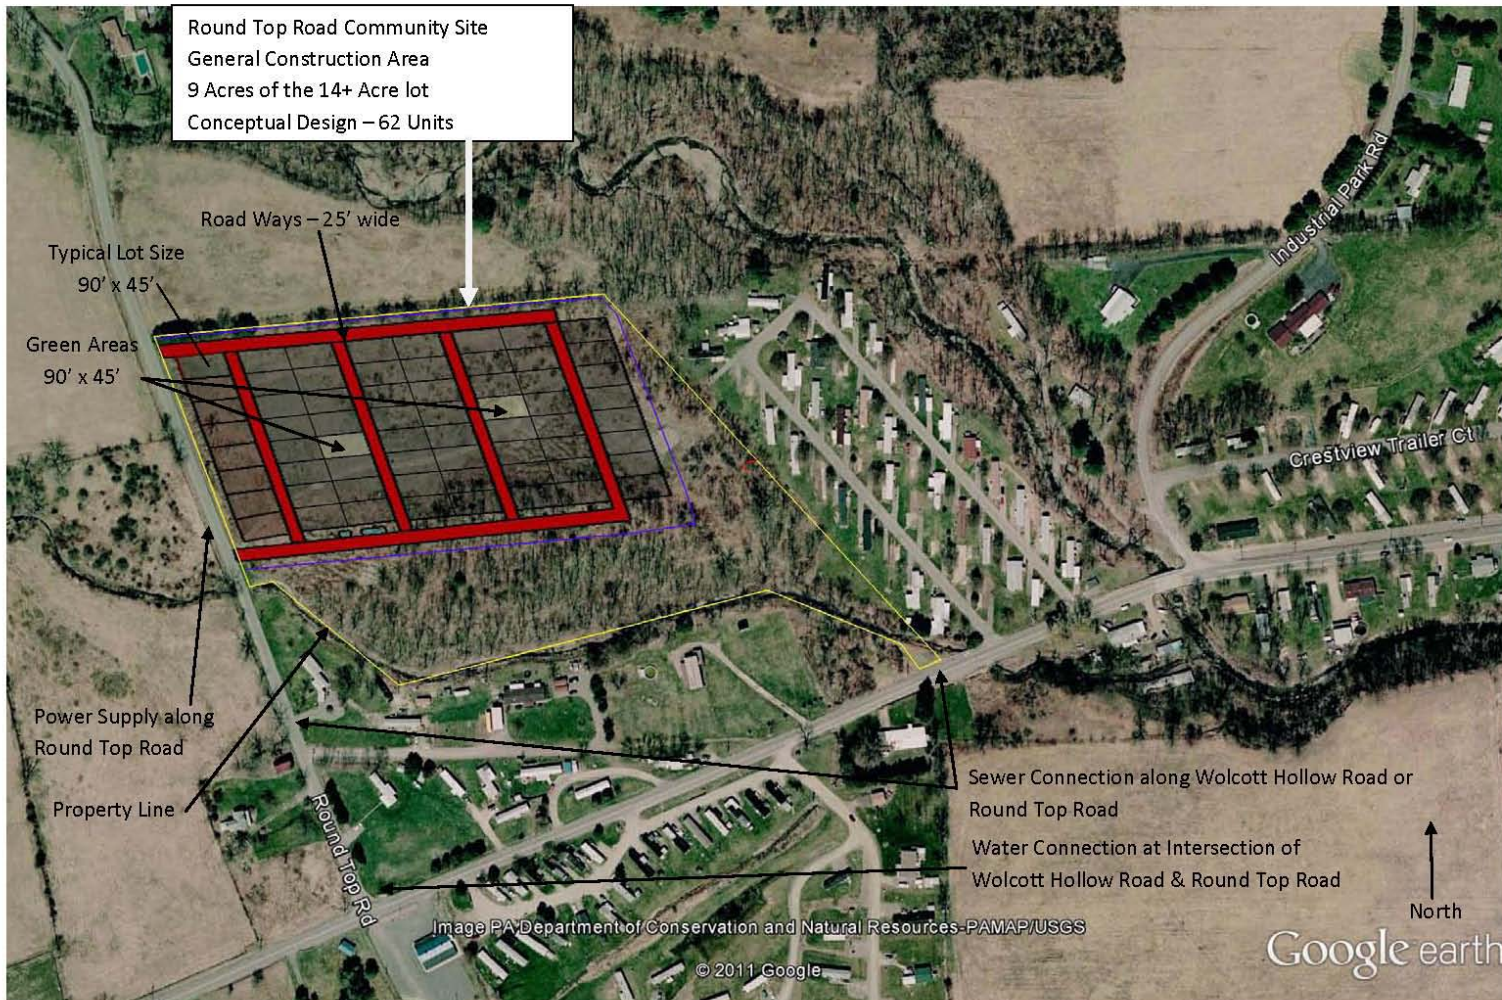 Round Top Road Community Site
General Construction Area
9 Acres of the 14+ Acre lot
Conceptual Design – 62 Units
Road Ways – 25’ wide
Typical Lot Size
90’ x 45’
Green Areas
90’ x 45’
Industrial Park Rd
Crestview Trailer Ct
Power Supply along
Round Top Road
Property Line
Round Top Rd
Sewer Connection along Wolcott Hollow Road or
Round Top Road
Water Connection at Intersection of
Wolcott Hollow Road & Round Top Road
North
Image PA Department of Conservation and Natural Resources-PAMAP/USGS
© 2011 Google
Google earth